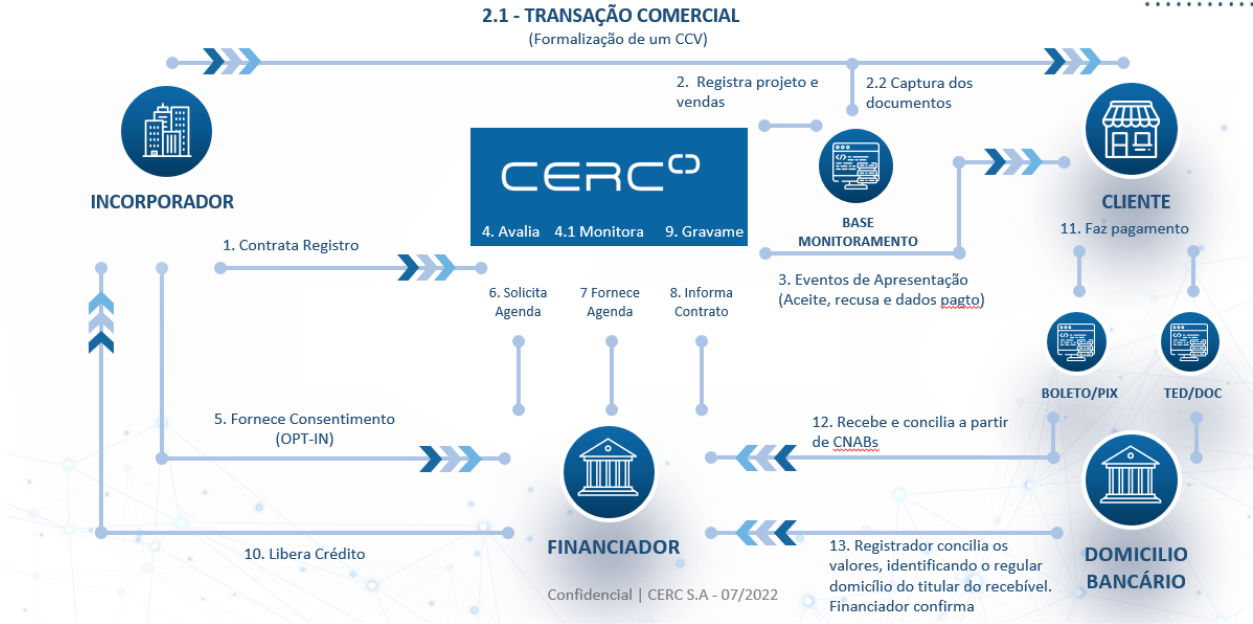 2.1 - TRANSAÇÃO COMERCIAL
(Formalização de um CCV)
2. Registra projeto e
vendas
2.2 Captura dos
documentos
CERC
4. Avalia 4.1 Monitora 9. Gravame
INCORPORADOR
BASE
MONITORAMENTO
CLIENTE
11. Faz pagamento
1. Contrata Registro
3. Eventos de Apresentação
(Aceite, recusa e dados pagto)
6. Solicita
Agenda
7 Fornece
Agenda
8. Informa
Contrato
BOLETO/PIX
TED/DOC
5. Fornece Consentimento
(OPT-IN)
12. Recebe e concilia a partir
de CNABs
10. Libera Crédito
FINANCIADOR
13. Registrador concilia os
valores, identificando o regular
domicílio do titular do recebível.
Financiador confirma
DOMICILIO
BANCÁRIO
Confidencial | CERC S.A - 07/2022